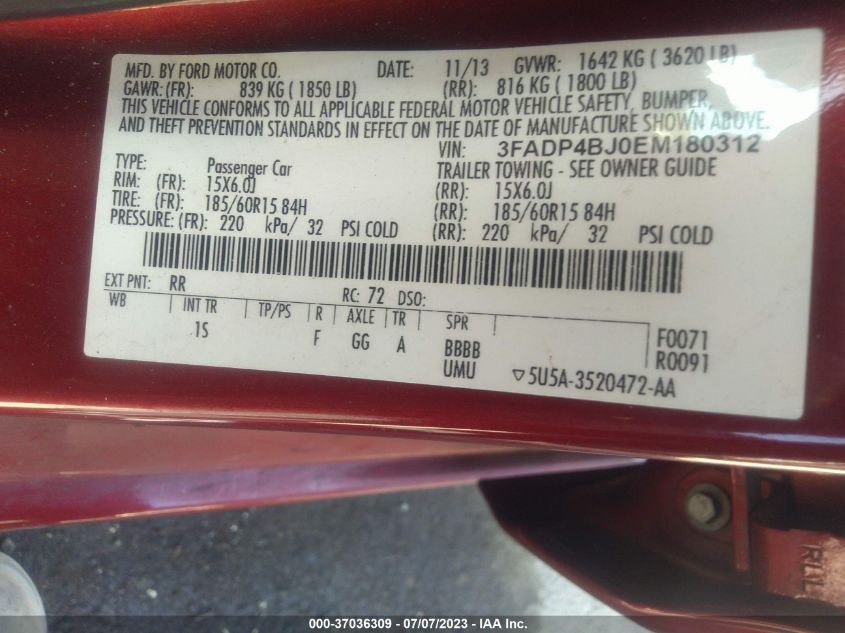 MFD. BY FORD MOTOR CO. DATE: 11/13 GVWR: 1642 KG ( 3620 LB)
GAWR:(FR): 839 KG ( 1850 LB) (RR): 816 KG ( 1800 LB)
THIS VEHICLE CONFORMS TO ALL APPLICABLE FEDERAL MOTOR VEHICLE SAFETY, BUMPER,
AND THEFT PREVENTION STANDARDS IN EFFECT ON THE DATE OF MANUFACTURE SHOWN ABOVE.
VIN: 3FADP4BJ0EM180312
TYPE: Passenger Car TRAILER TOWING - SEE OWNER GUIDE
RIM: (FR): 15X6.0J (RR): 15X6.0J
TIRE: (FR): 185/60R15 84H (RR): 185/60R15 84H
PRESSURE: (FR): 220 kPa/ 32 PSI COLD (RR): 220 kPa/ 32 PSI COLD
EXT PNT: RR RC: 72 DSO:
WB INT TR TP/PS R AXLE TR SPR F0071
1S F GG A BBBB R0091
UMU ▽5U5A-3520472-AA
RLL
000-37036309 - 07/07/2023 - IAA Inc.